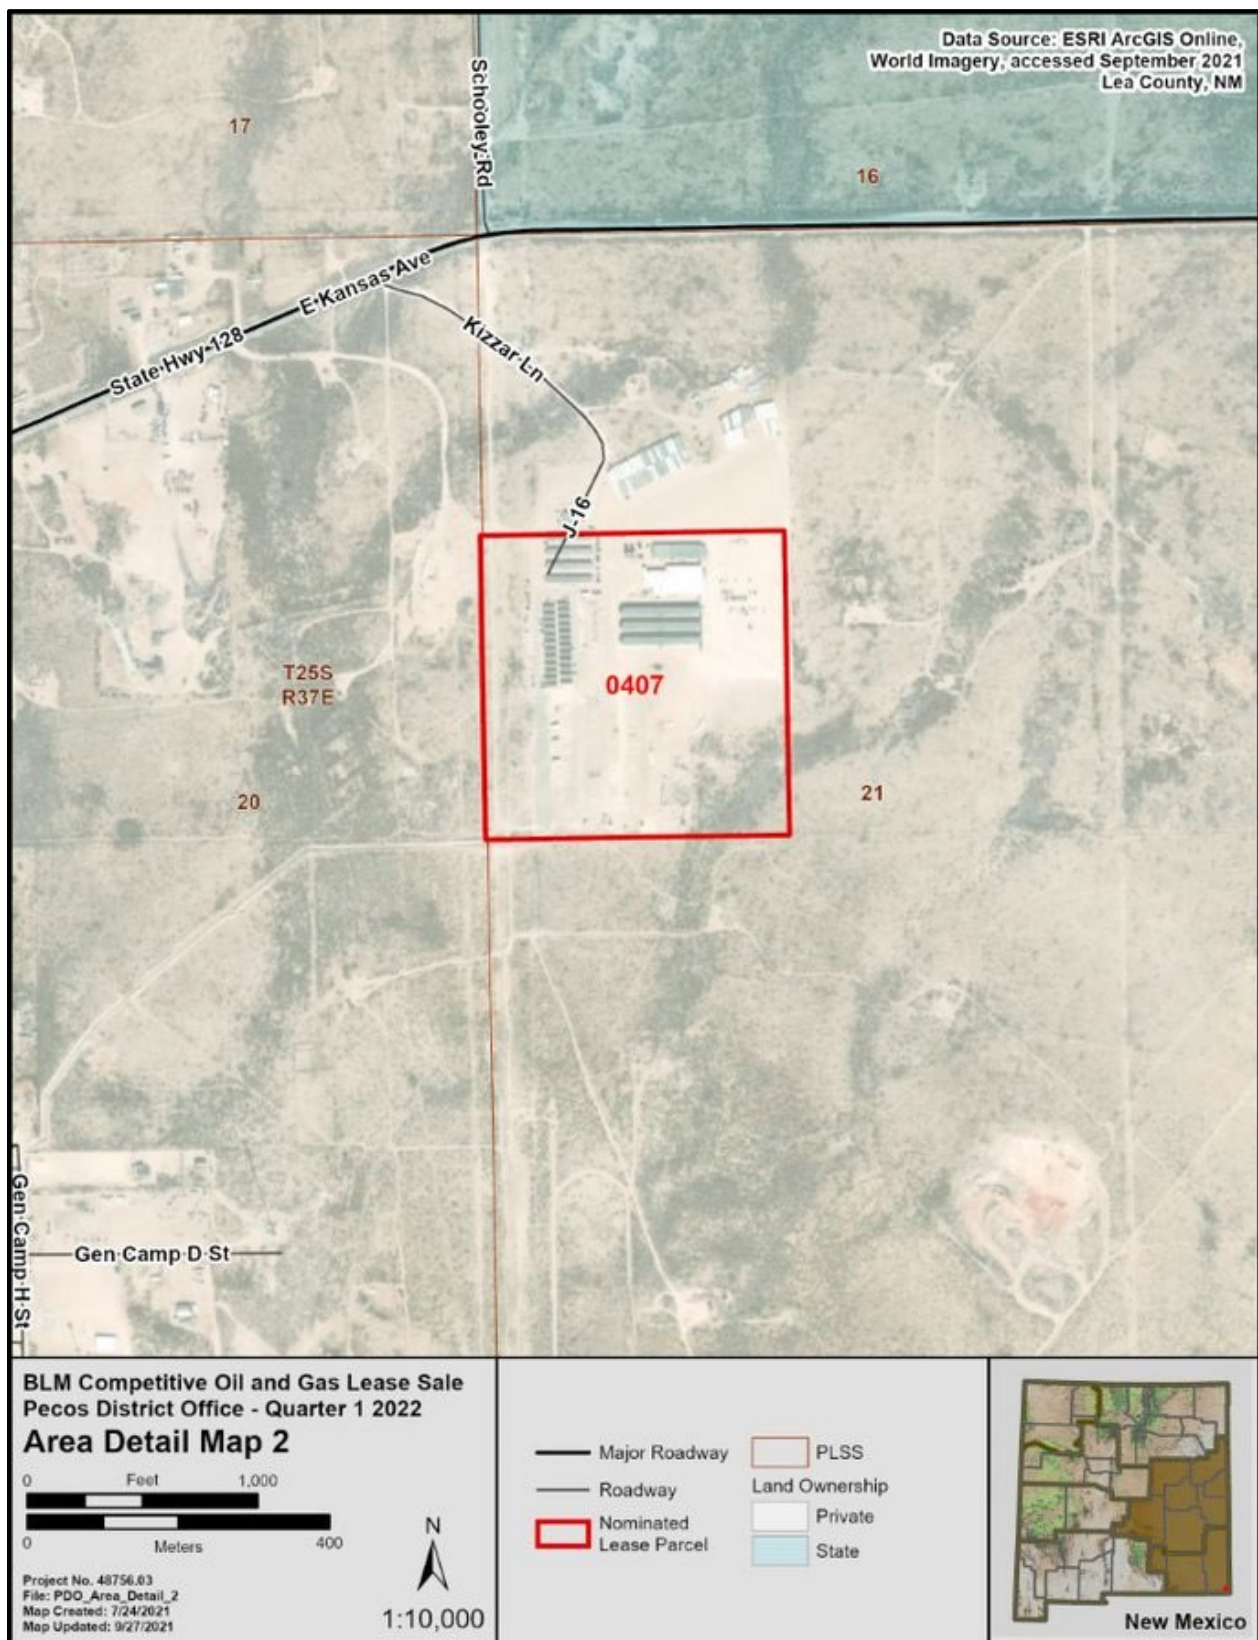 Data Source: ESRI ArcGIS Online,
World Imagery, accessed September 2021
Lea County, NM
17
Schooley Rd
16
E Kansas Ave
State Hwy 128
Kizzar Ln
J-16
0407
T25S
R37E
20
21
Gen Camp H St
Gen Camp D St
BLM Competitive Oil and Gas Lease Sale
Pecos District Office - Quarter 1 2022
Area Detail Map 2
0 Feet 1,000
0 Meters 400
Project No. 48756.03
File: PDO_Area_Detail_2
Map Created: 7/24/2021
Map Updated: 9/27/2021
N
1:10,000
Major Roadway
Roadway
Nominated
Lease Parcel
PLSS
Land Ownership
Private
State
New Mexico